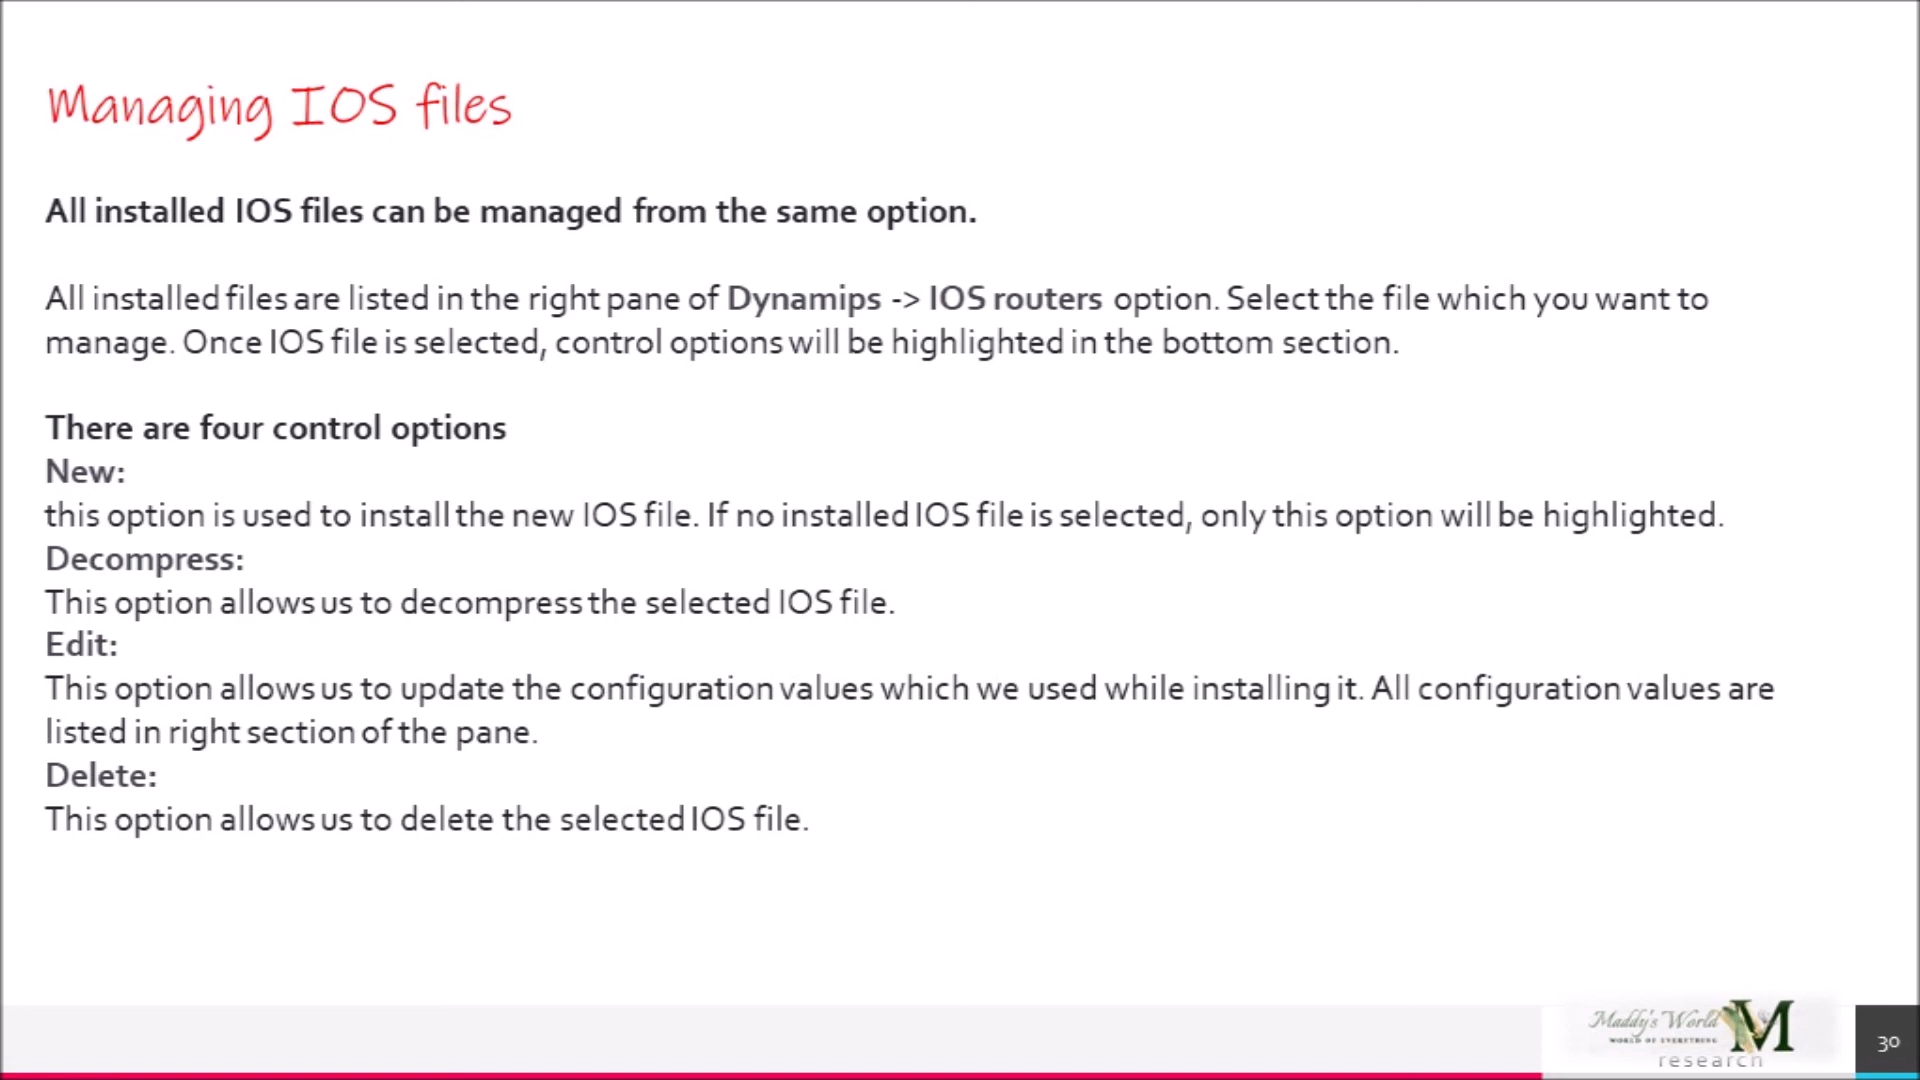 Managing IOS files
All installed IOS files can be managed from the same option.
All installed files are listed in the right pane of Dynamips -> IOS routers option. Select the file which you want to
manage. Once IOS file is selected, control options will be highlighted in the bottom section.
There are four control options
New:
this option is used to install the new IOS file. If no installed IOS file is selected, only this option will be highlighted.
Decompress:
This option allows us to decompress the selected IOS file.
Edit:
This option allows us to update the configuration values which we used while installing it. All configuration values are
listed in right section of the pane.
Delete:
This option allows us to delete the selected IOS file.
Maddy's World M
WORLD OF EVERYTHING
research
30